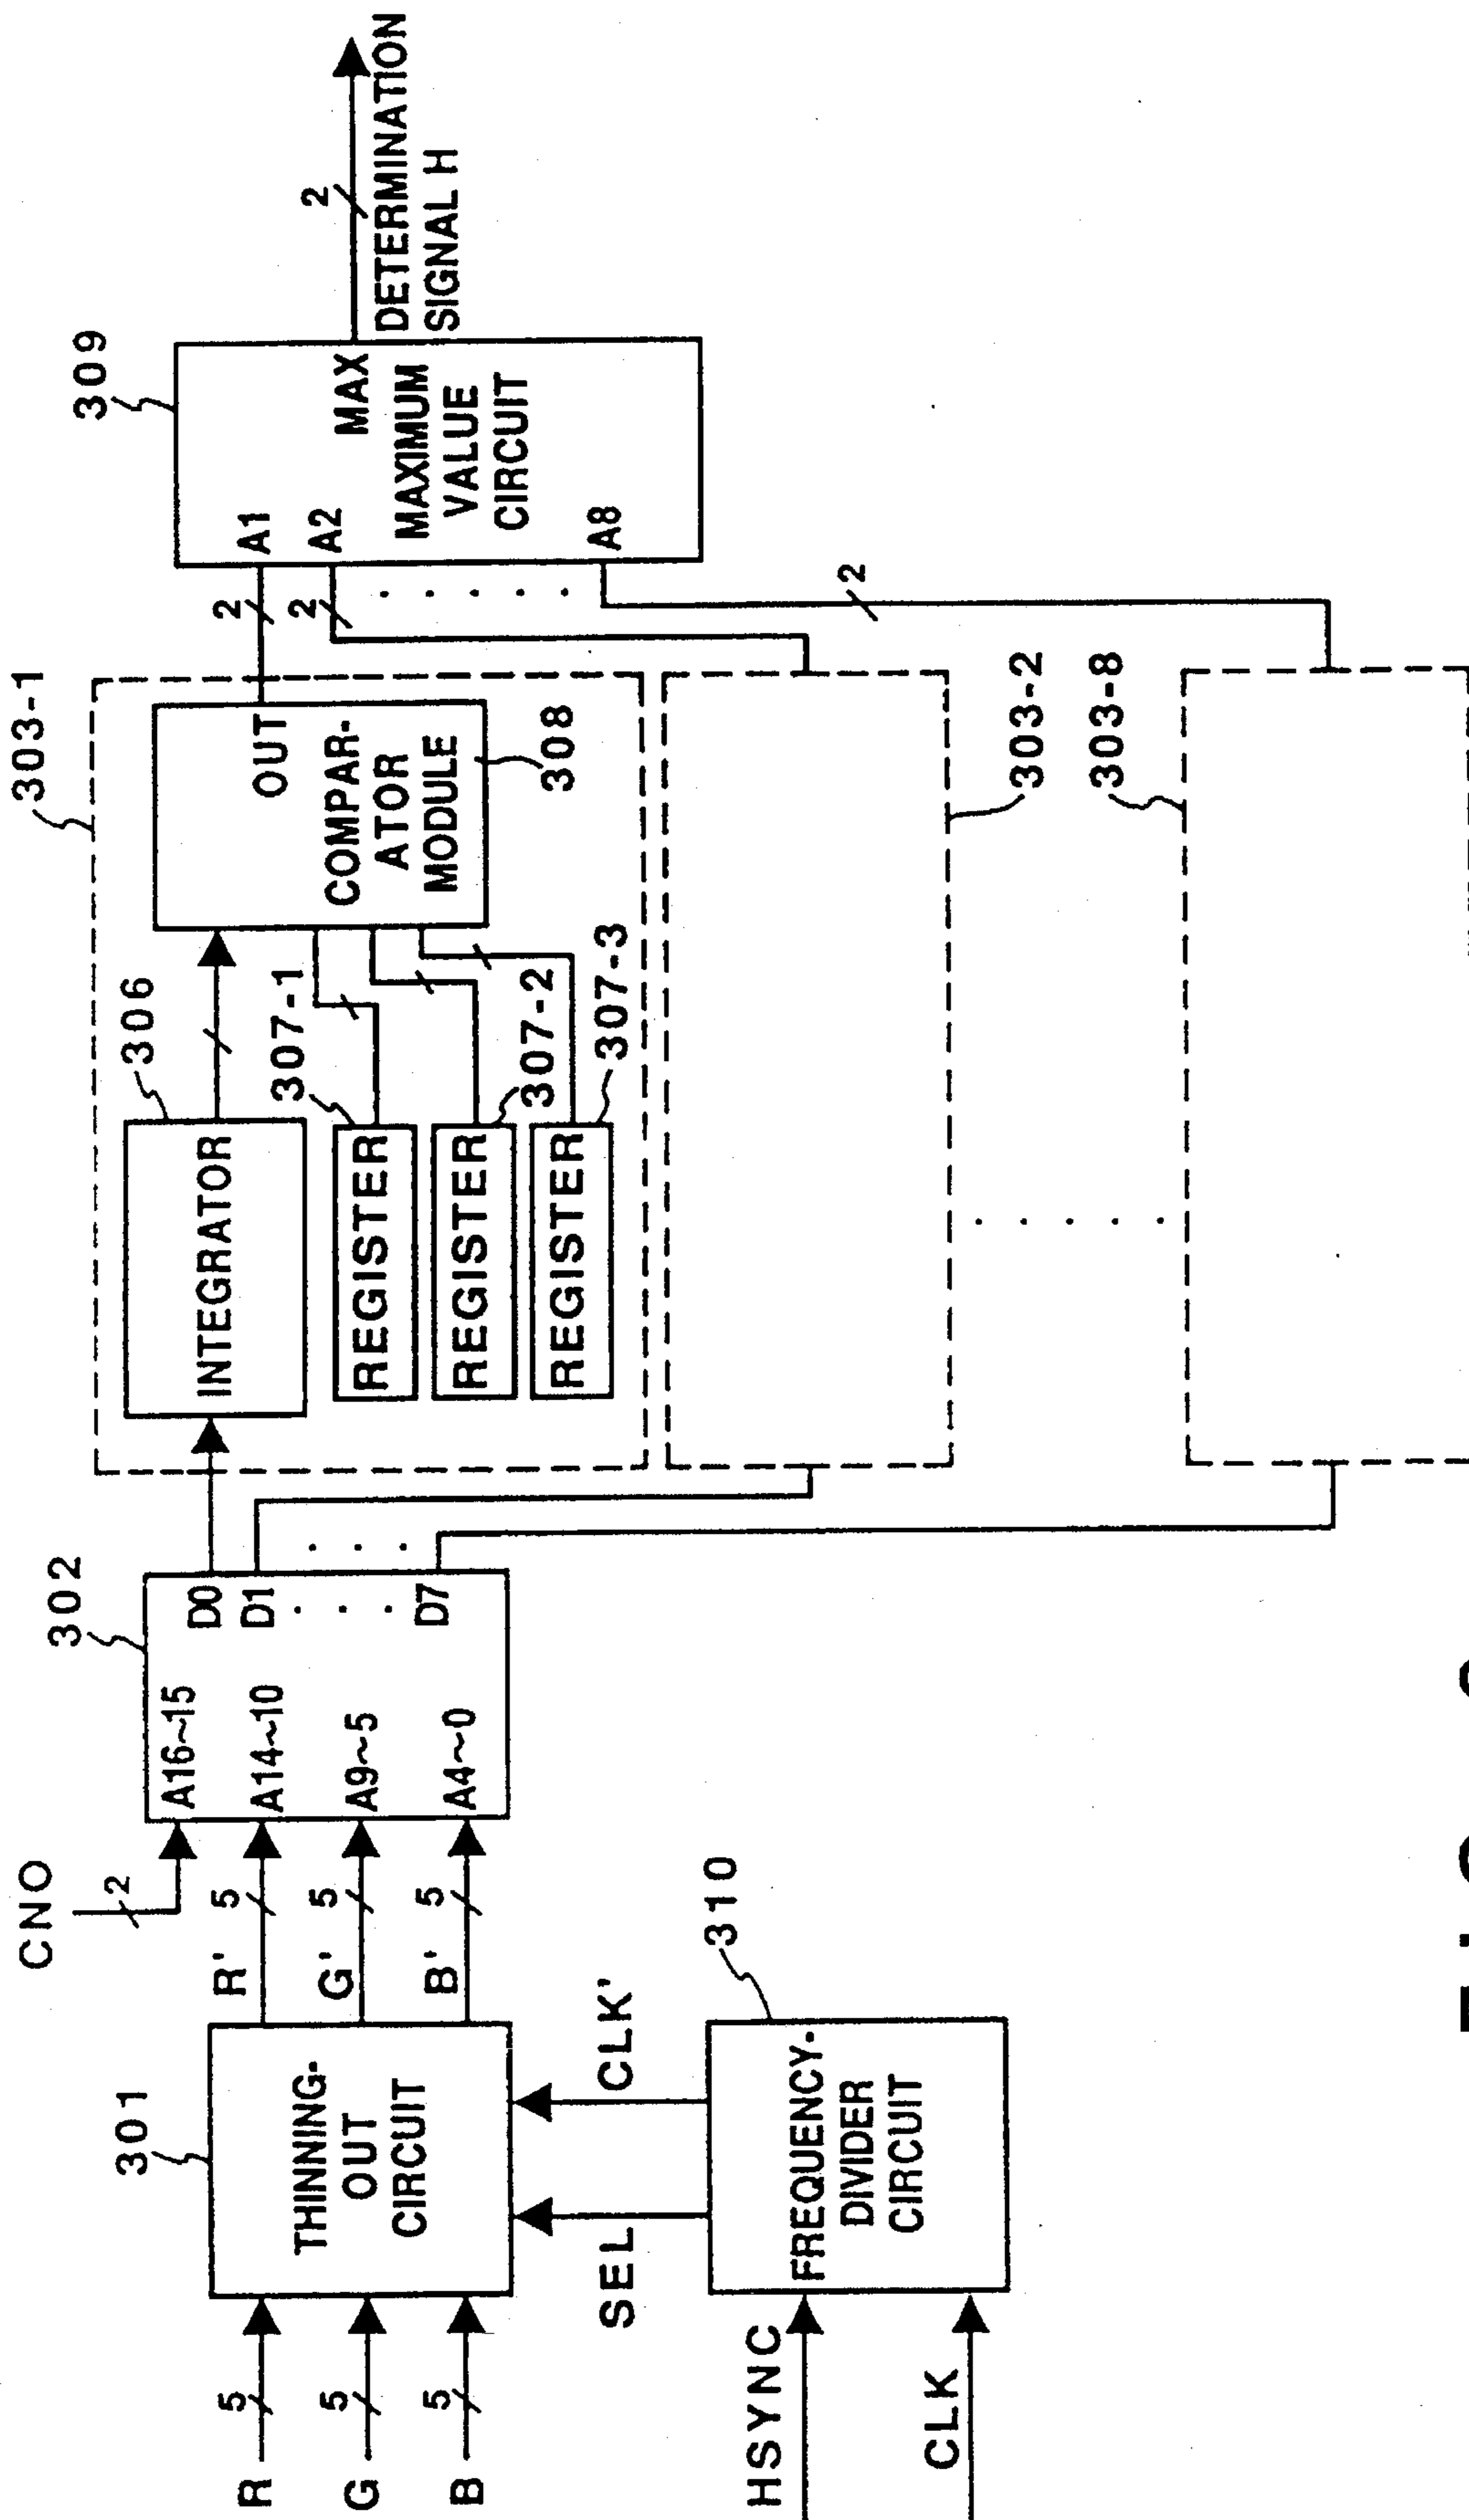 R
5
G
5
B
5
301
THINNING-
OUT
CIRCUIT
HSYNC
CLK
SEL
CLK'
310
FREQUENCY-
DIVIDER
CIRCUIT
CNO
2
R' 5
G' 5
B' 5
302
A16~15
A14~10
A9~5
A4~0
D0
D1
D7
303-1
306
INTEGRATOR
307-1
REGISTER
307-2
REGISTER
307-3
REGISTER
OUT
COMPAR-
ATOR
MODULE
308
303-2
303-8
2
2
2
309
A1
A2
A8
MAX
MAXIMUM
VALUE
CIRCUIT
2
DETERMINATION
SIGNAL H